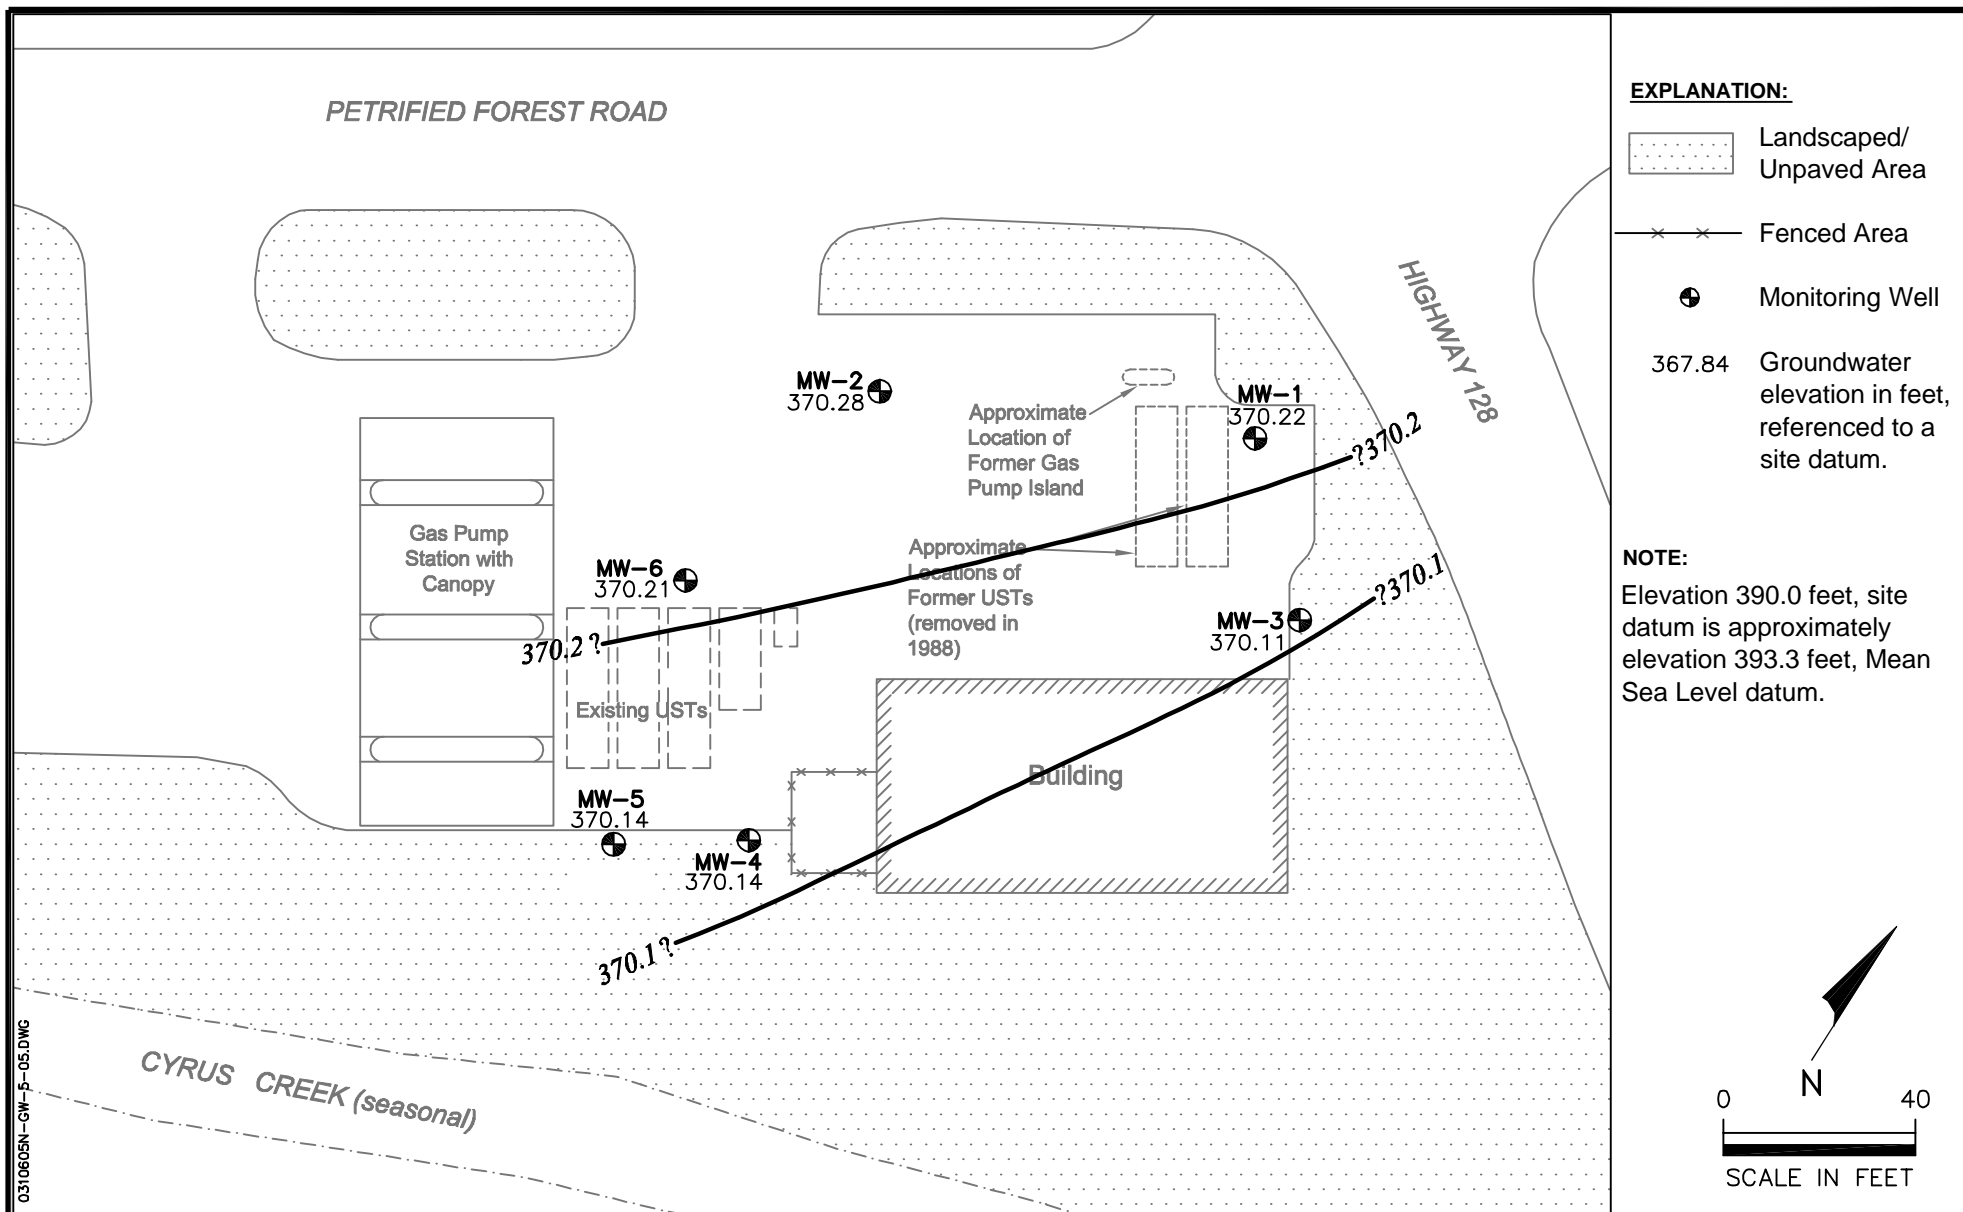 PETRIFIED FOREST ROAD
HIGHWAY 128
MW-2
370.28
Approximate
Location of
Former Gas
Pump Island
MW-1
370.22
?370.2
Gas Pump
Station with
Canopy
MW-6
370.21
Approximate
Locations of
Former USTs
(removed in
1988)
370.2 ?
MW-3
370.11
?370.1
Existing USTs
Building
MW-5
370.14
MW-4
370.14
370.1 ?
CYRUS CREEK (seasonal)
0310605N-GW-5-05.DWG
EXPLANATION:
Landscaped/
Unpaved Area
Fenced Area
Monitoring Well
367.84
Groundwater
elevation in feet,
referenced to a
site datum.
NOTE:
Elevation 390.0 feet, site
datum is approximately
elevation 393.3 feet, Mean
Sea Level datum.
N
0 40
SCALE IN FEET